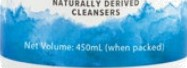 NATURALLY DERIVED
CLEANSERS
Net Volume: 450mL (when packed)